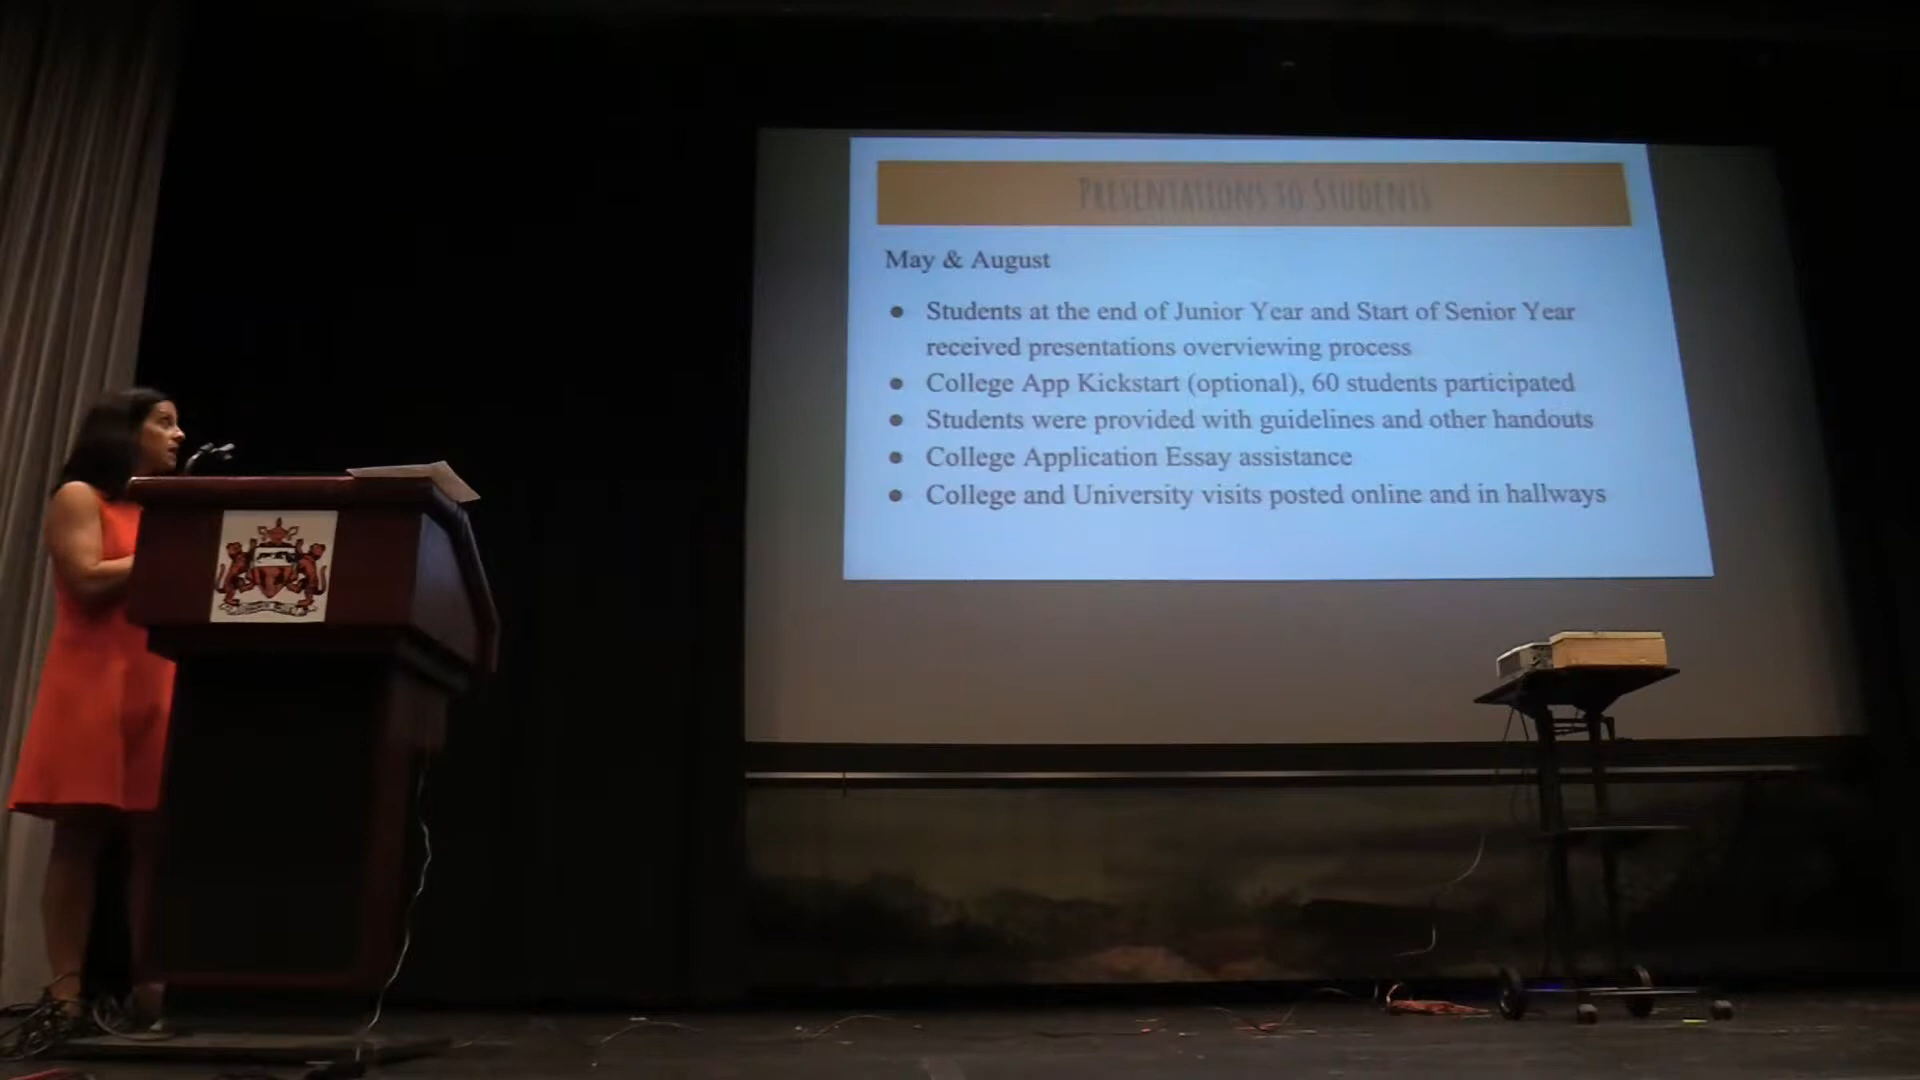 PRESENTATIONS TO STUDENTS
May & August
● Students at the end of Junior Year and Start of Senior Year
received presentations overviewing process
● College App Kickstart (optional), 60 students participated
● Students were provided with guidelines and other handouts
● College Application Essay assistance
● College and University visits posted online and in hallways